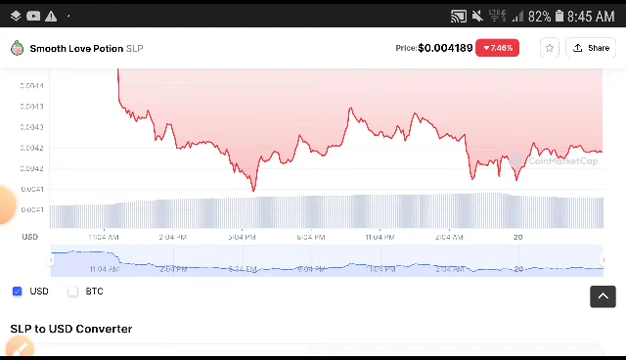 82% 8:45 AM
Smooth Love Potion SLP
Price:$0.004189 ▼7.46%
Share
0.0044
0.0043
0.0043
0.0042
0.0042
CoinMarketCap
0.0041
0.0041
USD
11:04 AM 2:04 PM 5:04 PM 8:04 PM 11:04 PM 2:04 AM 20
11:04 AM 2:04 PM 5:04 PM 8:04 PM 11:04 PM 2:04 AM 20
USD BTC
SLP to USD Converter